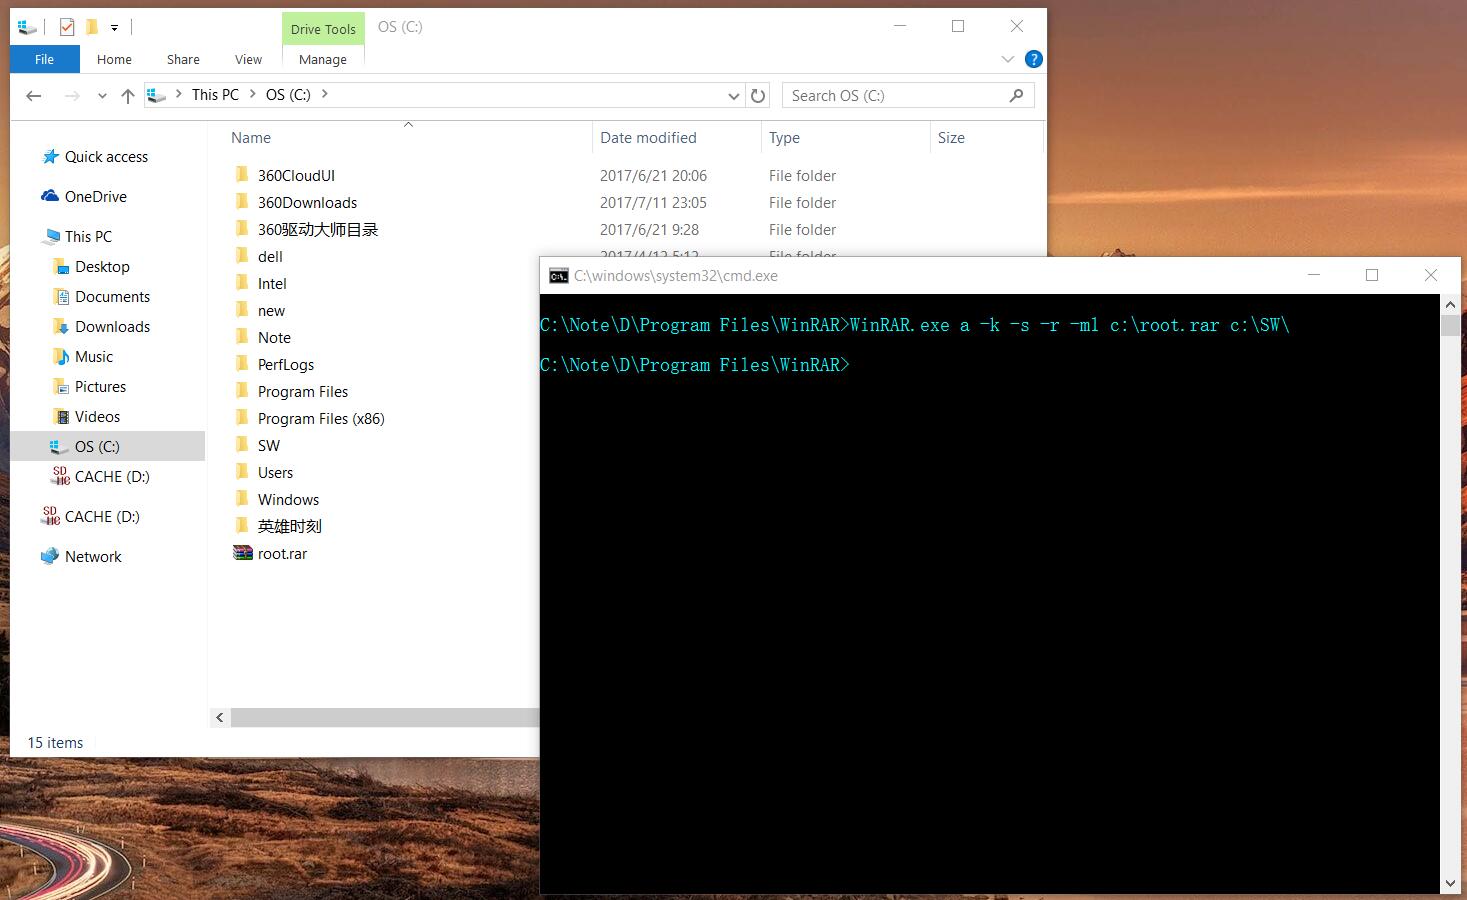 Drive Tools
OS (C:)
File
Home
Share
View
Manage
This PC
OS (C:)
Search OS (C:)
Name
Date modified
Type
Size
Quick access
OneDrive
This PC
Desktop
Documents
Downloads
Music
Pictures
Videos
OS (C:)
CACHE (D:)
CACHE (D:)
Network
360CloudUI 2017/6/21 20:06 File folder
360Downloads 2017/7/11 23:05 File folder
360驱动大师目录 2017/6/21 9:28 File folder
dell 2017/4/12 5:12 File folder
Intel
new
Note
PerfLogs
Program Files
Program Files (x86)
SW
Users
Windows
英雄时刻
root.rar
15 items
C:\windows\system32\cmd.exe
C:\Note\D\Program Files\WinRAR>WinRAR.exe a -k -s -r -ml c:\root.rar c:\SW\
C:\Note\D\Program Files\WinRAR>